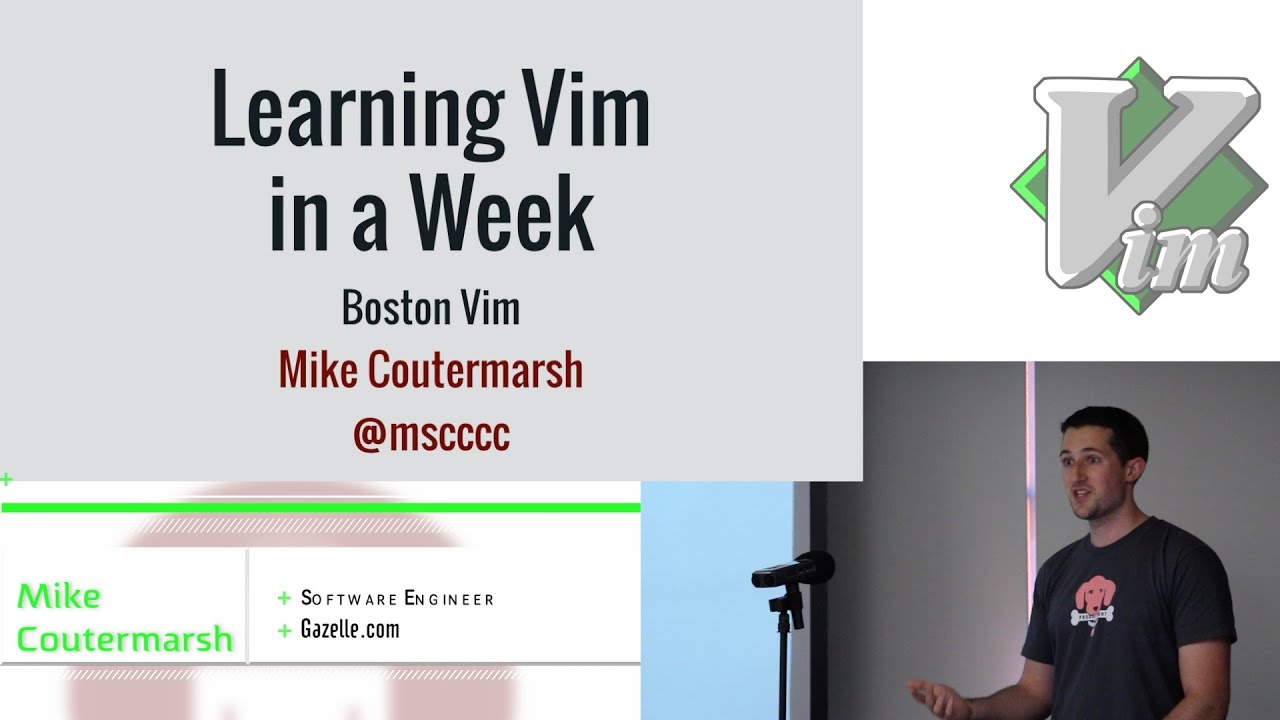 Learning Vim
in a Week
Boston Vim
Mike Coutermarsh
@mscccc
Vim
Mike
Coutermarsh
+ Software Engineer
+ Gazelle.com